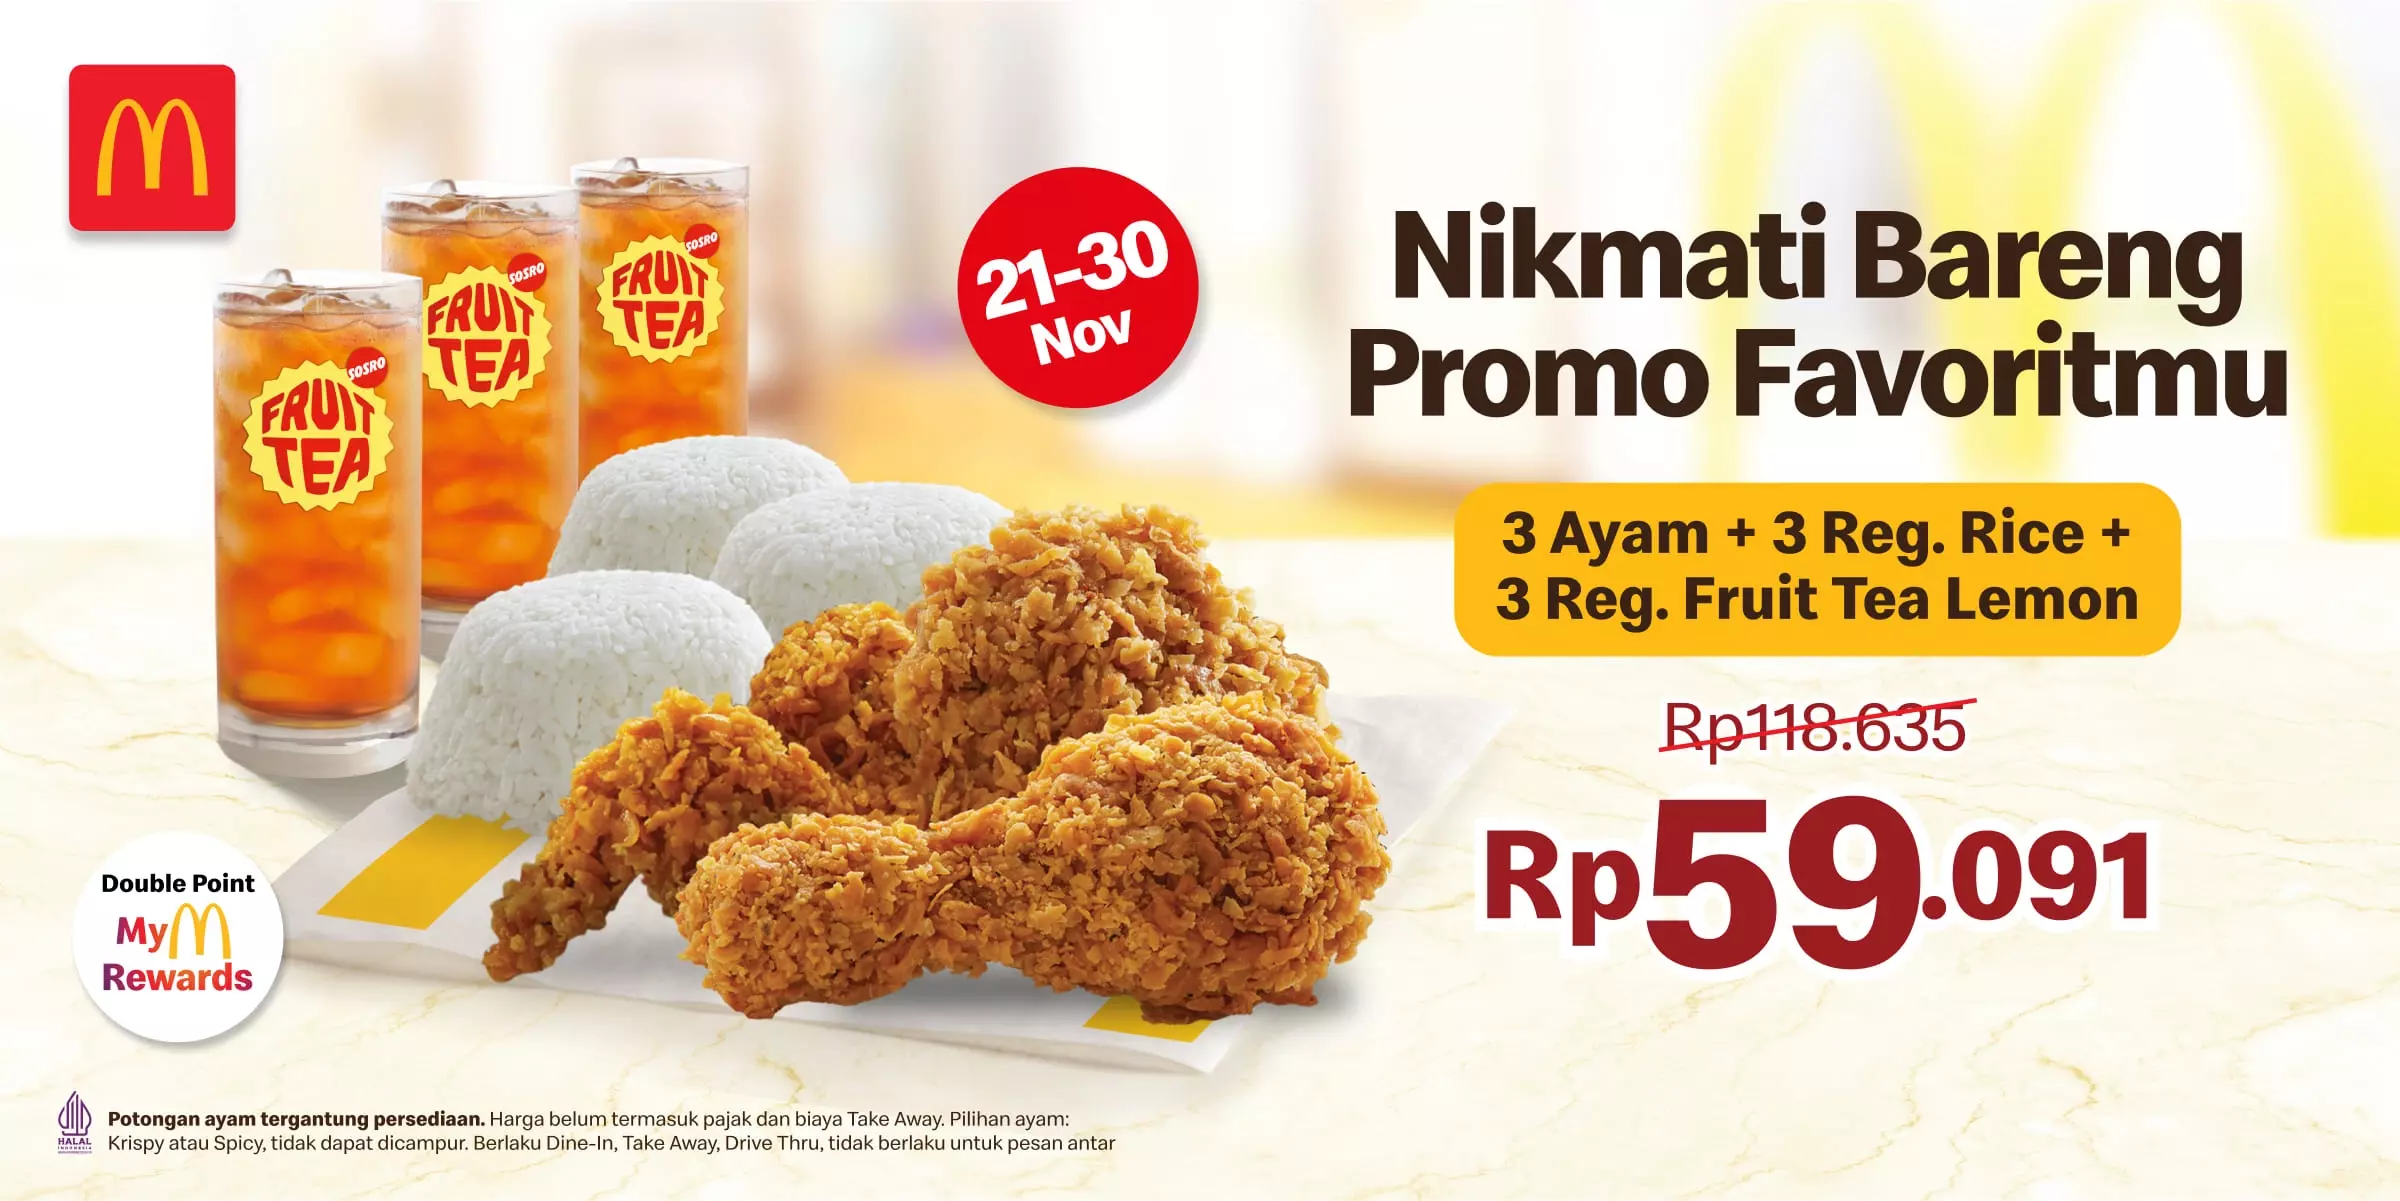 SOSRO
FRUIT
TEA
SOSRO
FRUIT
TEA
SOSRO
FRUIT
TEA
21-30
Nov
Nikmati Bareng
Promo Favoritmu
3 Ayam + 3 Reg. Rice +
3 Reg. Fruit Tea Lemon
Rp118.635
Rp59.091
Double Point
MyM
Rewards
HALAL
INDONESIA
Potongan ayam tergantung persediaan. Harga belum termasuk pajak dan biaya Take Away. Pilihan ayam:
Krispy atau Spicy, tidak dapat dicampur. Berlaku Dine-In, Take Away, Drive Thru, tidak berlaku untuk pesan antar